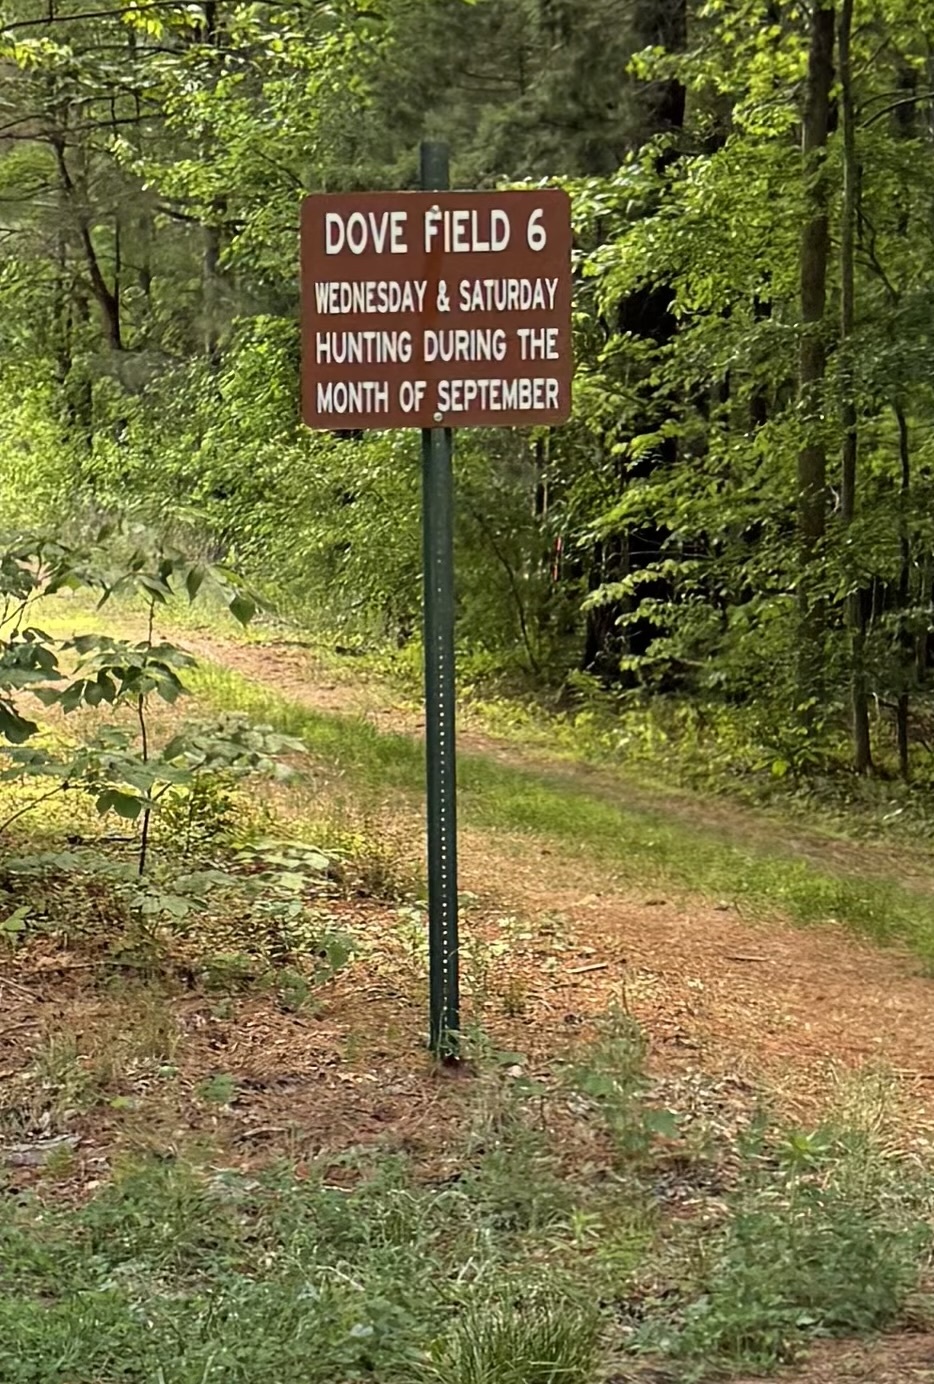 DOVE FIELD 6
WEDNESDAY & SATURDAY
HUNTING DURING THE
MONTH OF SEPTEMBER